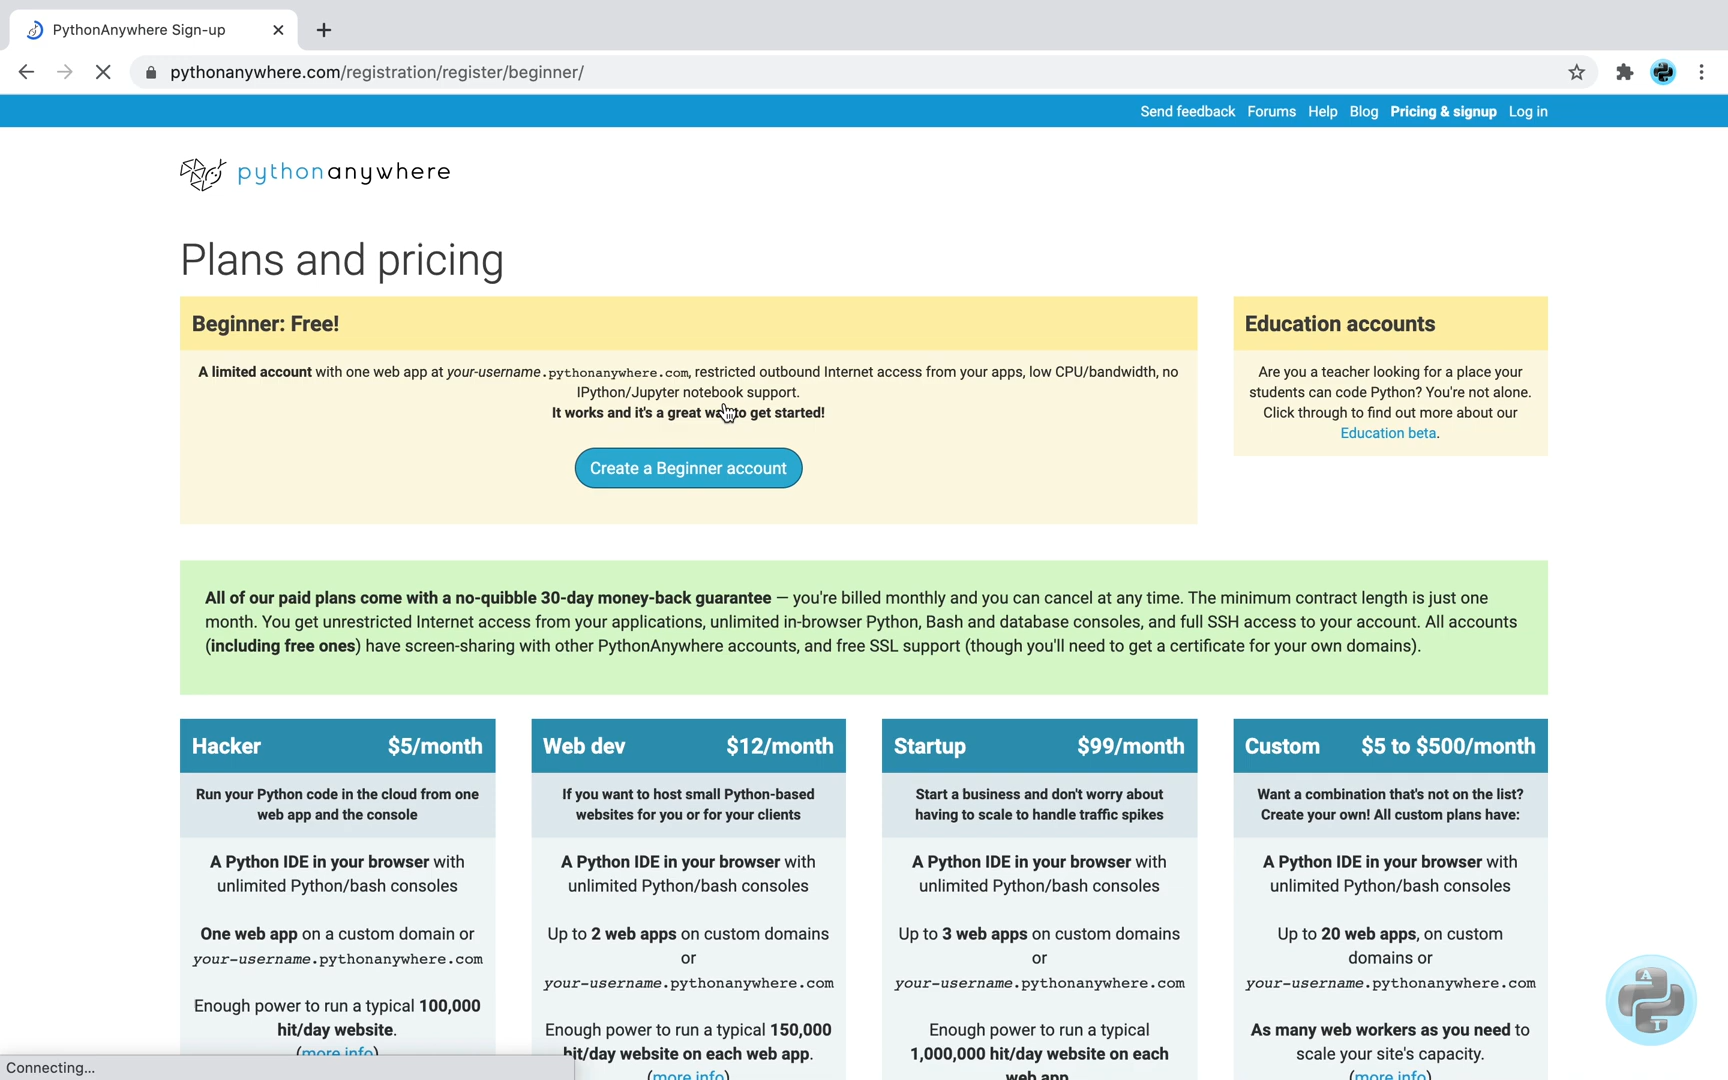 PythonAnywhere Sign-up
pythonanywhere.com/registration/register/beginner/
Send feedback Forums Help Blog Pricing & signup Log in
pythonanywhere
Plans and pricing
Beginner: Free!
A limited account with one web app at your-username.pythonanywhere.com, restricted outbound Internet access from your apps, low CPU/bandwidth, no
IPython/Jupyter notebook support.
It works and it's a great way to get started!
Create a Beginner account
Education accounts
Are you a teacher looking for a place your
students can code Python? You're not alone.
Click through to find out more about our
Education beta.
All of our paid plans come with a no-quibble 30-day money-back guarantee — you're billed monthly and you can cancel at any time. The minimum contract length is just one
month. You get unrestricted Internet access from your applications, unlimited in-browser Python, Bash and database consoles, and full SSH access to your account. All accounts
(including free ones) have screen-sharing with other PythonAnywhere accounts, and free SSL support (though you'll need to get a certificate for your own domains).
Hacker $5/month
Run your Python code in the cloud from one
web app and the console
A Python IDE in your browser with
unlimited Python/bash consoles
One web app on a custom domain or
your-username.pythonanywhere.com
Enough power to run a typical 100,000
hit/day website.
(more info)
Web dev $12/month
If you want to host small Python-based
websites for you or for your clients
A Python IDE in your browser with
unlimited Python/bash consoles
Up to 2 web apps on custom domains
or
your-username.pythonanywhere.com
Enough power to run a typical 150,000
hit/day website on each web app.
(more info)
Startup $99/month
Start a business and don't worry about
having to scale to handle traffic spikes
A Python IDE in your browser with
unlimited Python/bash consoles
Up to 3 web apps on custom domains
or
your-username.pythonanywhere.com
Enough power to run a typical
1,000,000 hit/day website on each
web app.
Custom $5 to $500/month
Want a combination that's not on the list?
Create your own! All custom plans have:
A Python IDE in your browser with
unlimited Python/bash consoles
Up to 20 web apps, on custom
domains or
your-username.pythonanywhere.com
As many web workers as you need to
scale your site's capacity.
(more info)
A
T
Connecting...